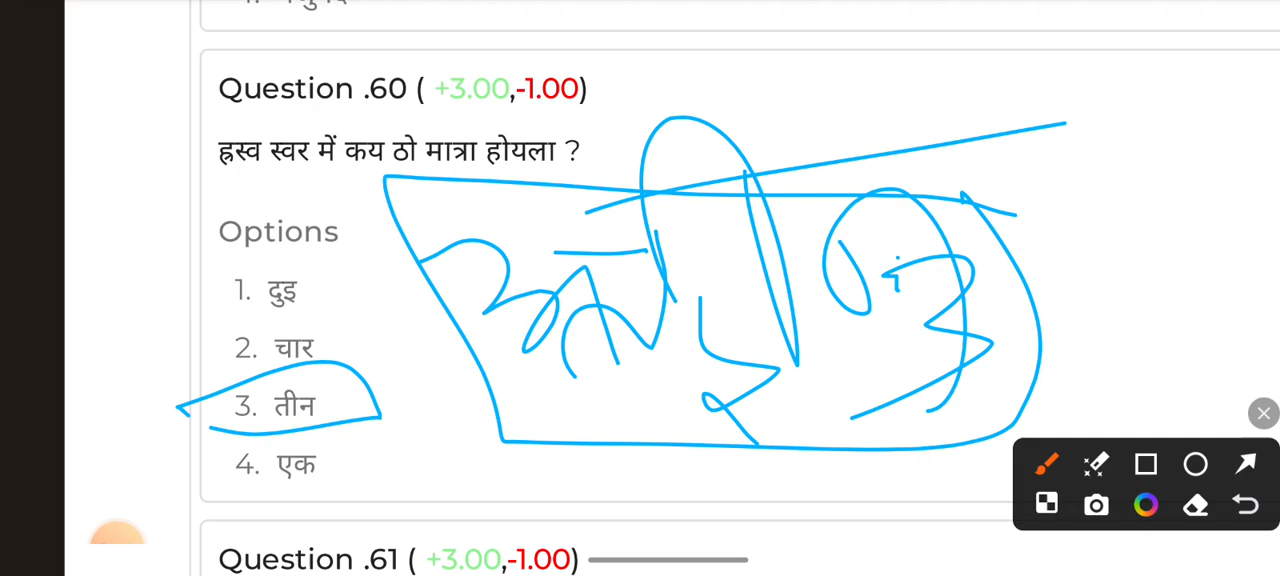 Question .60 ( +3.00,-1.00)
ह्रस्व स्वर में कय ठो मात्रा होयला ?
Options
1. दुइ
2. चार
3. तीन
4. एक
Question .61 ( +3.00,-1.00)